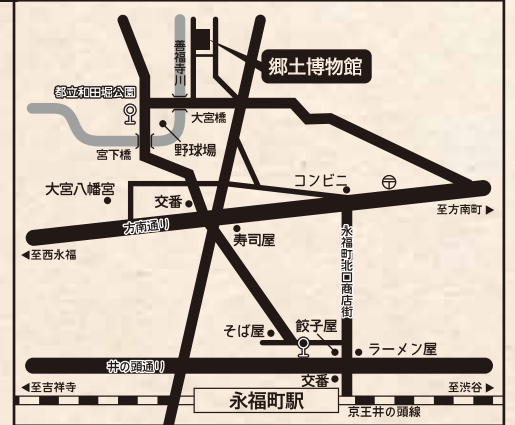 善福寺川
郷土博物館
都立和田堀公園
大宮橋
野球場
宮下橋
コンビニ
大宮八幡宮
交番
至方南町▶
方南通り
寿司屋
◀至西永福
永福町北口商店街
そば屋
餃子屋
ラーメン屋
井の頭通り
交番
◀至吉祥寺
至渋谷▶
永福町駅
京王井の頭線